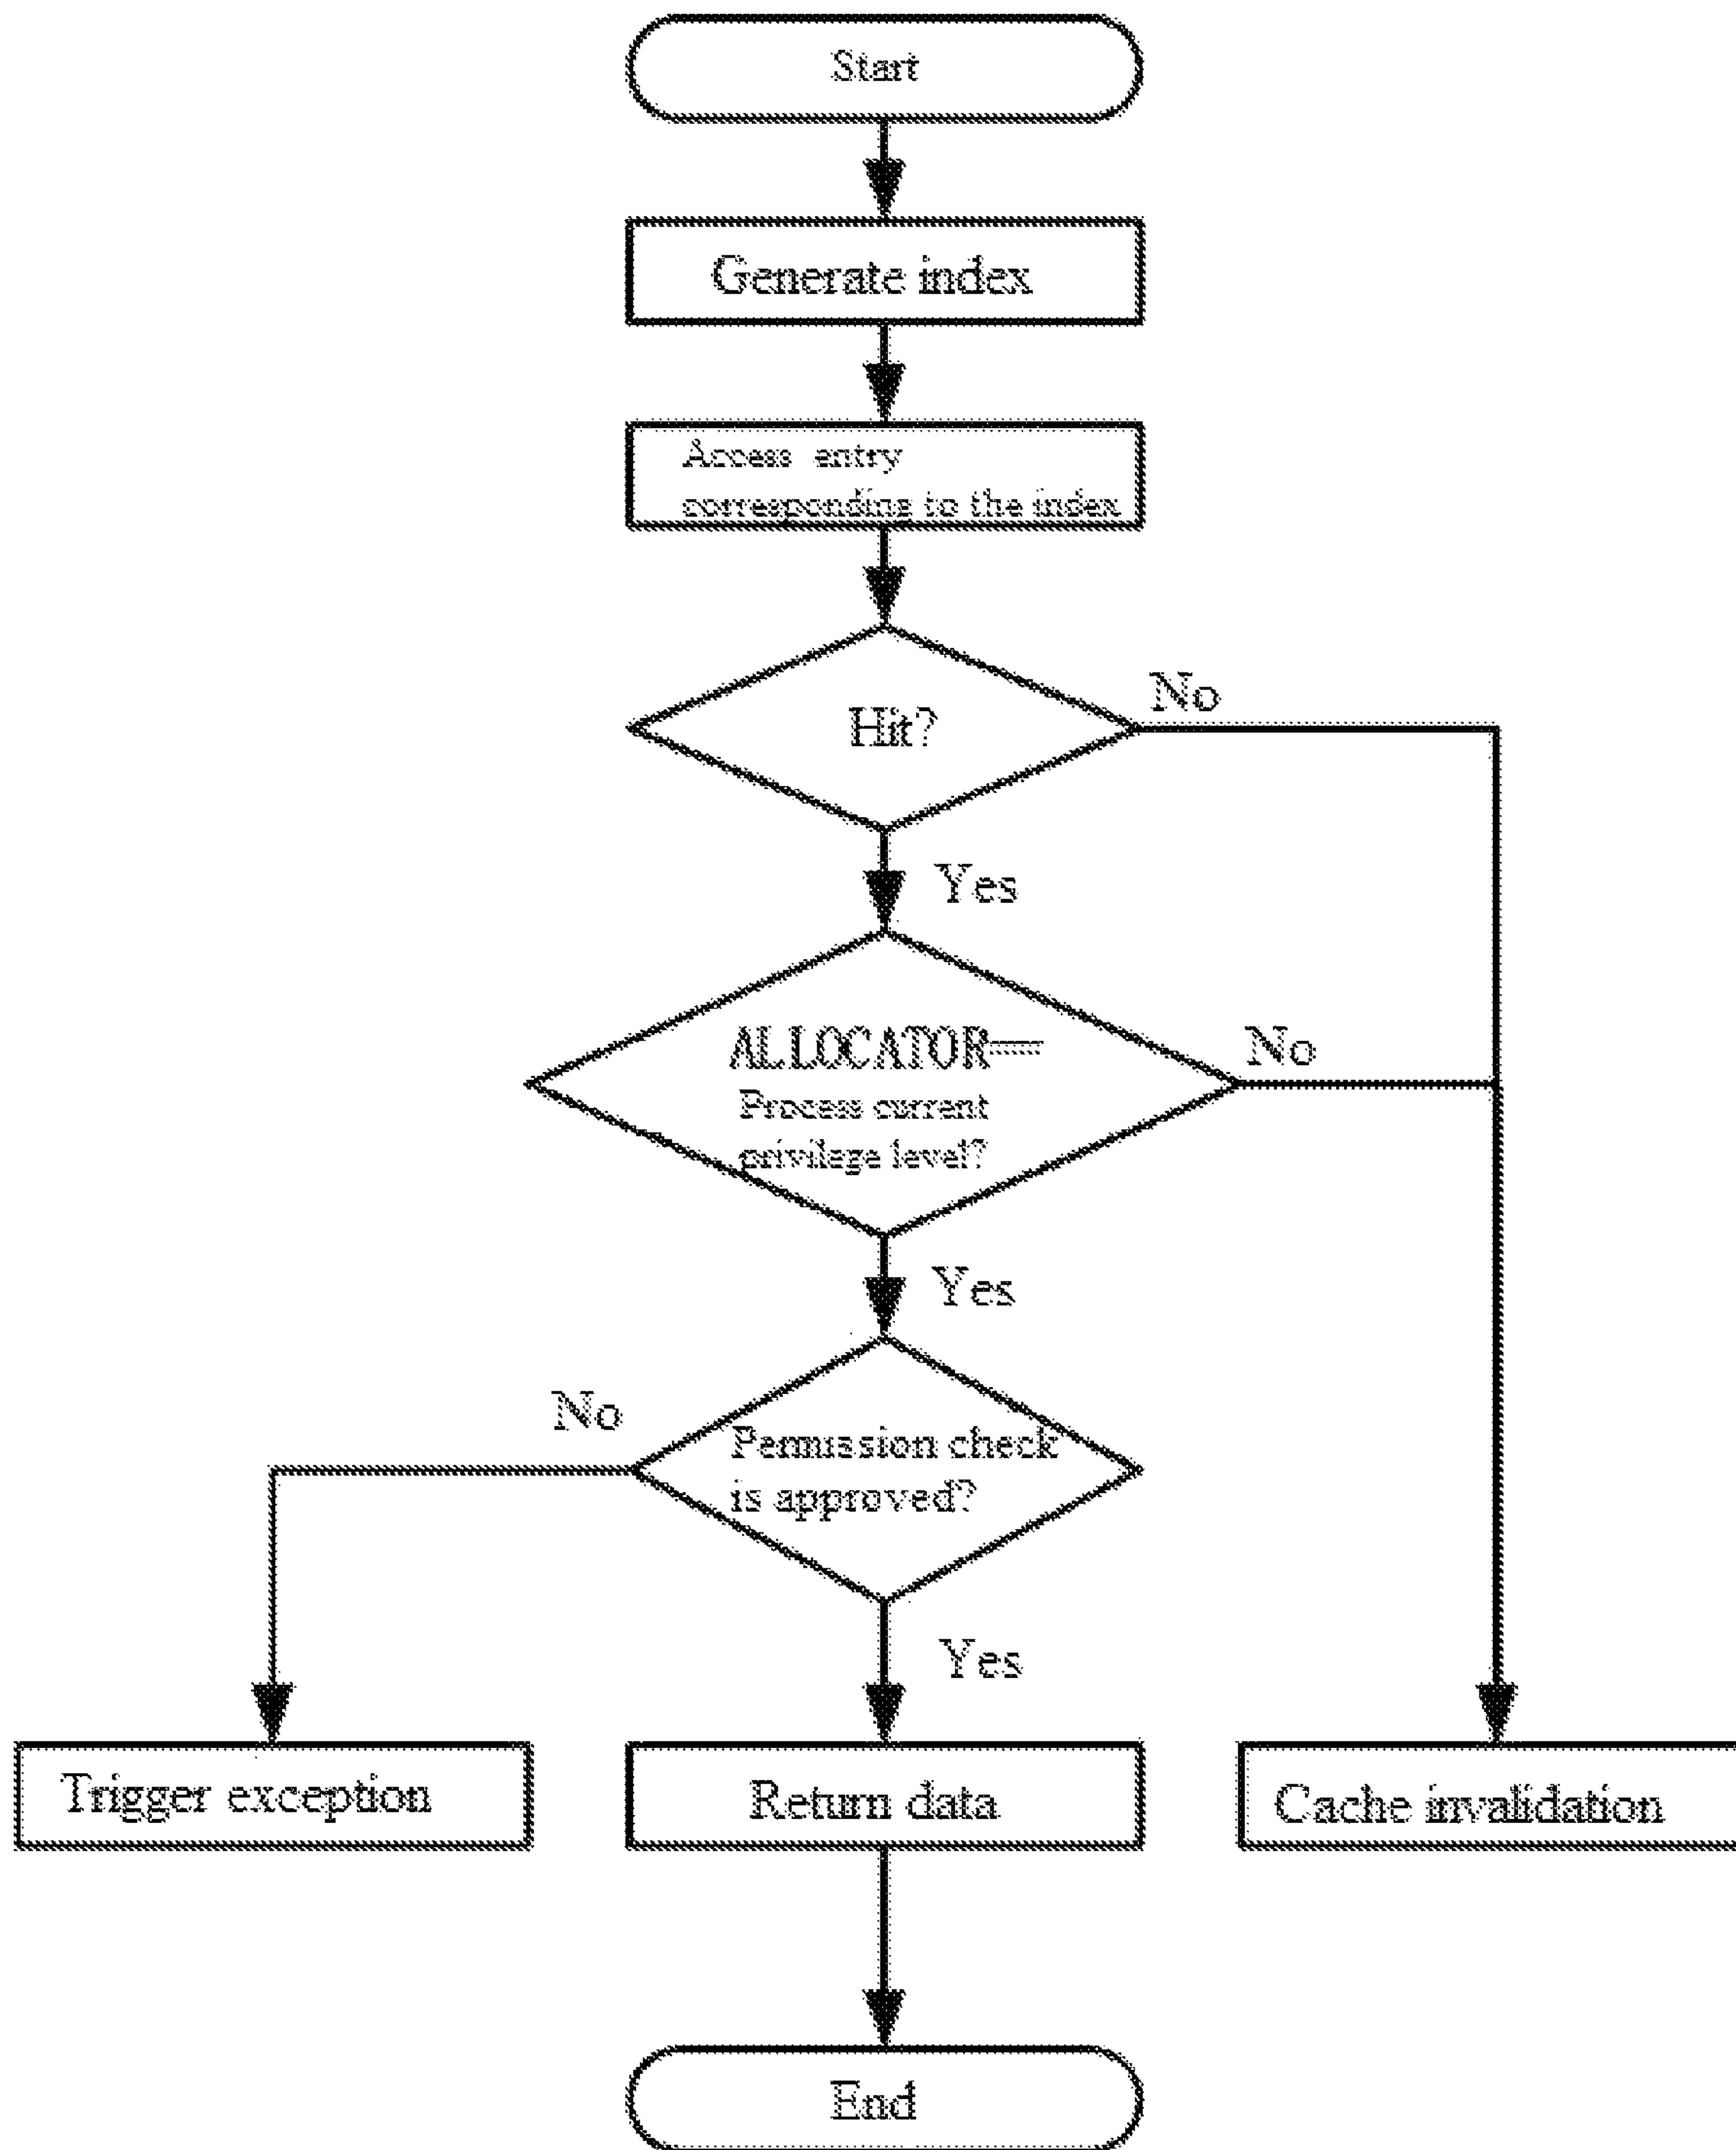 Start
Generate index
Access entry
corresponding to the index
Hit?
No
Yes
ALLOCATOR==
Process current
privilege level?
No
Yes
No
Permission check
is approved?
Yes
Trigger exception
Return data
Cache invalidation
End